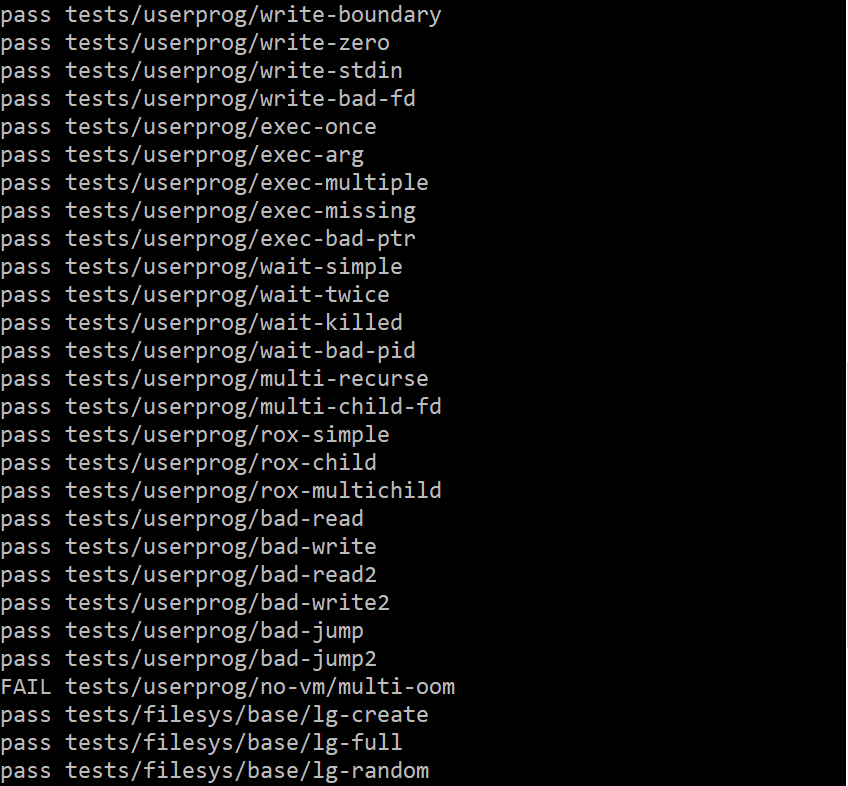 pass tests/userprog/write-boundary
pass tests/userprog/write-zero
pass tests/userprog/write-stdin
pass tests/userprog/write-bad-fd
pass tests/userprog/exec-once
pass tests/userprog/exec-arg
pass tests/userprog/exec-multiple
pass tests/userprog/exec-missing
pass tests/userprog/exec-bad-ptr
pass tests/userprog/wait-simple
pass tests/userprog/wait-twice
pass tests/userprog/wait-killed
pass tests/userprog/wait-bad-pid
pass tests/userprog/multi-recurse
pass tests/userprog/multi-child-fd
pass tests/userprog/rox-simple
pass tests/userprog/rox-child
pass tests/userprog/rox-multichild
pass tests/userprog/bad-read
pass tests/userprog/bad-write
pass tests/userprog/bad-read2
pass tests/userprog/bad-write2
pass tests/userprog/bad-jump
pass tests/userprog/bad-jump2
FAIL tests/userprog/no-vm/multi-oom
pass tests/filesys/base/lg-create
pass tests/filesys/base/lg-full
pass tests/filesys/base/lg-random